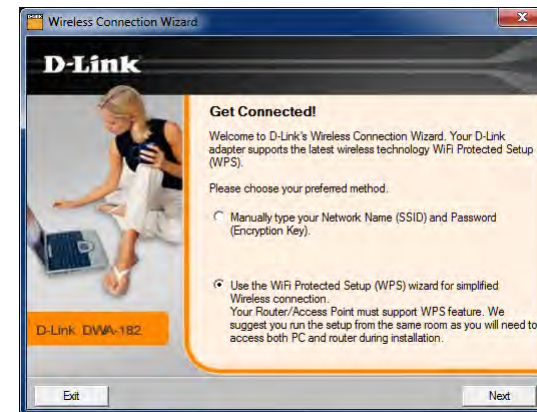 Wireless Connection Wizard
D-Link
Get Connected!
Welcome to D-Link's Wireless Connection Wizard. Your D-Link
adapter supports the latest wireless technology WiFi Protected Setup
(WPS).
Please choose your preferred method.
Manually type your Network Name (SSID) and Password
(Encryption Key).
Use the WiFi Protected Setup (WPS) wizard for simplified
Wireless connection.
Your Router/Access Point must support WPS feature. We
suggest you run the setup from the same room as you will need to
access both PC and router during installation.
D-Link DWA-182
Exit
Next